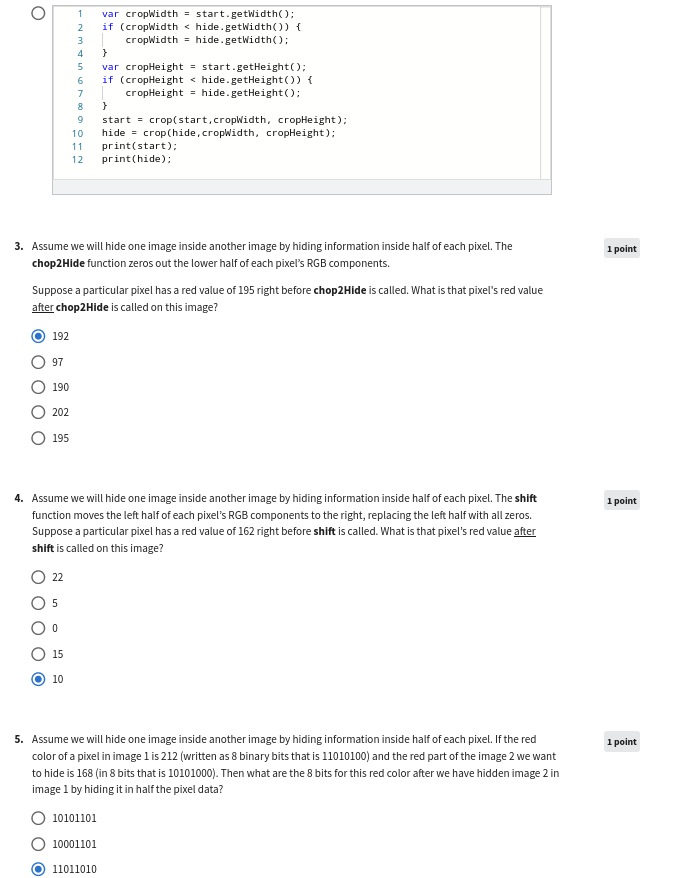 1 var cropWidth = start.getWidth();
2 if (cropWidth < hide.getWidth()) {
3     cropWidth = hide.getWidth();
4 }
5 var cropHeight = start.getHeight();
6 if (cropHeight < hide.getHeight()) {
7     cropHeight = hide.getHeight();
8 }
9 start = crop(start,cropWidth, cropHeight);
10 hide = crop(hide,cropWidth, cropHeight);
11 print(start);
12 print(hide);
3. Assume we will hide one image inside another image by hiding information inside half of each pixel. The
1 point
chop2Hide function zeros out the lower half of each pixel's RGB components.
Suppose a particular pixel has a red value of 195 right before chop2Hide is called. What is that pixel's red value
after chop2Hide is called on this image?
192
97
190
202
195
4. Assume we will hide one image inside another image by hiding information inside half of each pixel. The shift
1 point
function moves the left half of each pixel's RGB components to the right, replacing the left half with all zeros.
Suppose a particular pixel has a red value of 162 right before shift is called. What is that pixel's red value after
shift is called on this image?
22
5
0
15
10
5. Assume we will hide one image inside another image by hiding information inside half of each pixel. If the red
1 point
color of a pixel in image 1 is 212 (written as 8 binary bits that is 11010100) and the red part of the image 2 we want
to hide is 168 (in 8 bits that is 10101000). Then what are the 8 bits for this red color after we have hidden image 2 in
image 1 by hiding it in half the pixel data?
10101101
10001101
11011010